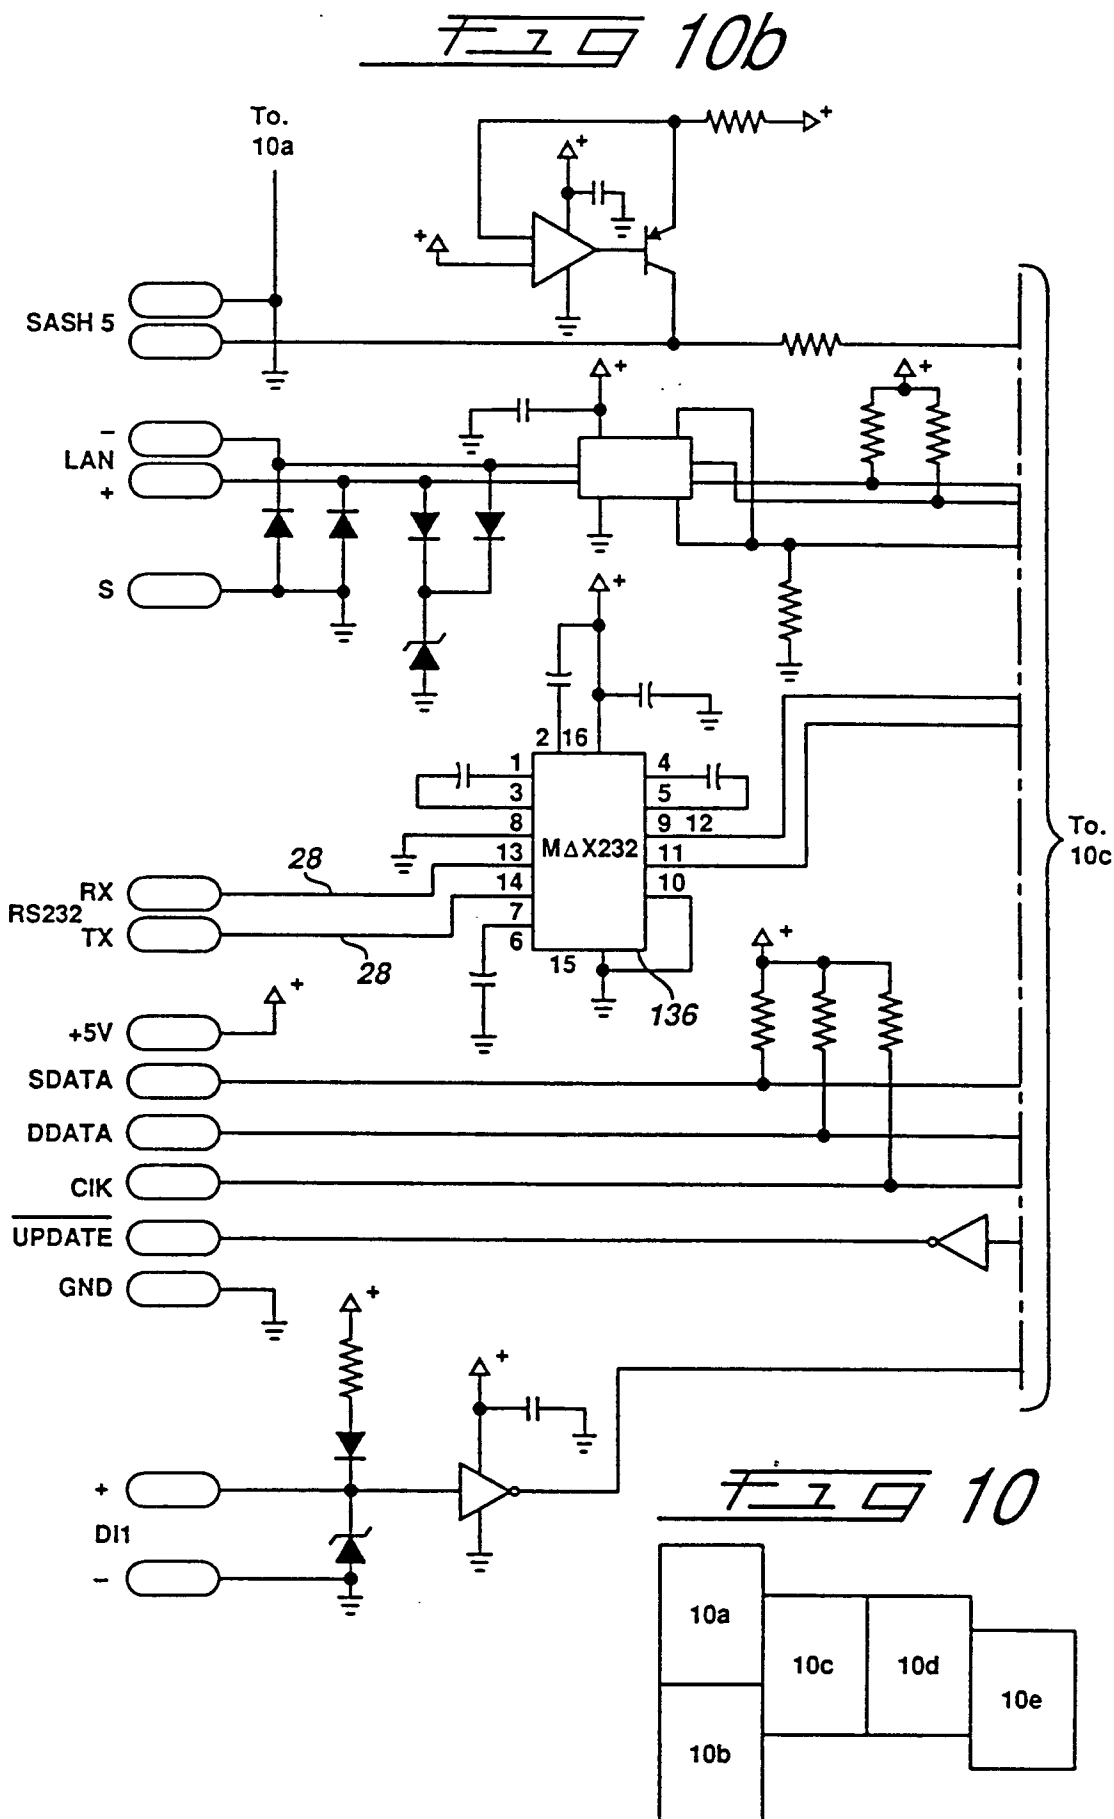 Fig 10b
To.
10a
+
+
+
SASH 5
+
+
−
LAN
+
S
+
2 16
1
3
8
13
14
7
6
15
4
5
9 12
11
10
MΔX232
To.
10c
28
RX
RS232
TX
28
136
+
+
+5V
SDATA
DDATA
CIK
UPDATE
GND
+
+
+
DI1
−
Fig 10
10a
10c
10d
10e
10b